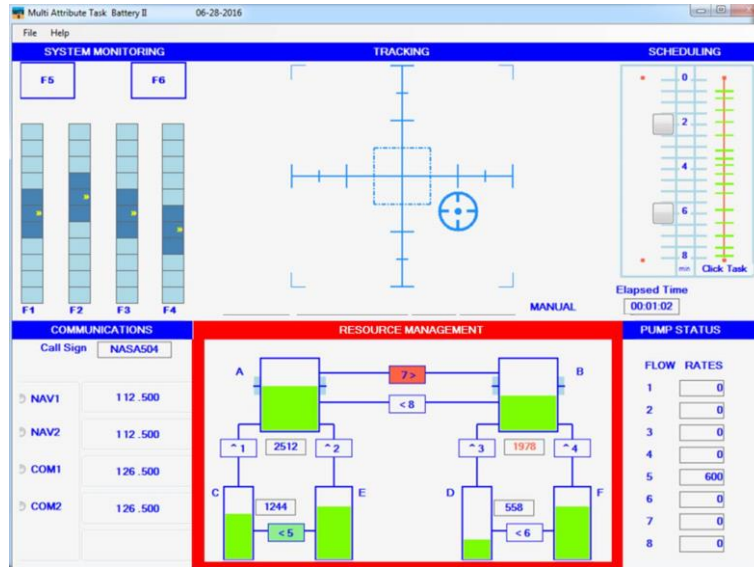 Multi Attribute Task Battery II 06-28-2016
File Help
SYSTEM MONITORING
F5 F6
F1 F2 F3 F4
TRACKING
MANUAL
SCHEDULING
0
2
4
6
8
min Click Task
Elapsed Time
00:01:02
COMMUNICATIONS
Call Sign NASA504
NAV1 112.500
NAV2 112.500
COM1 126.500
COM2 126.500
RESOURCE MANAGEMENT
A 7> B
<8
^1 2512 ^2 ^3 1978 ^4
C 1244 E D 558 F
<5 <6
PUMP STATUS
FLOW RATES
1 0
2 0
3 0
4 0
5 600
6 0
7 0
8 0